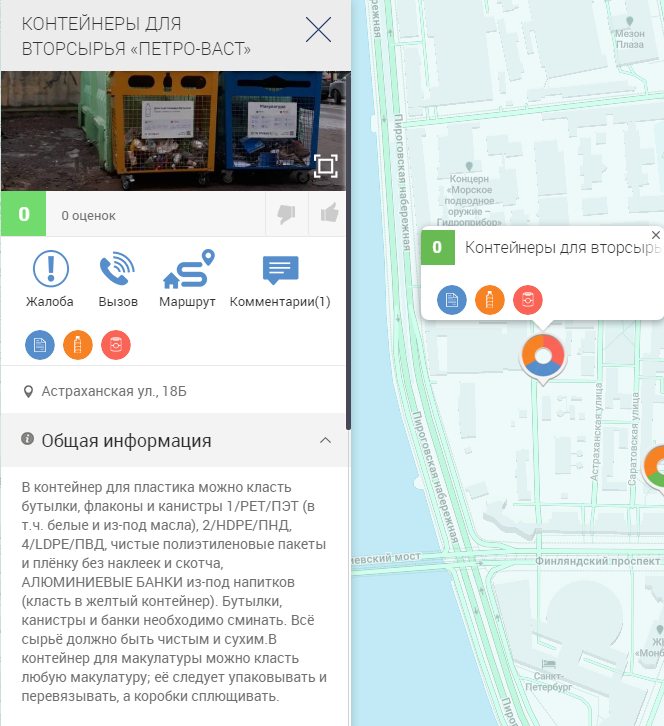 КОНТЕЙНЕРЫ ДЛЯ
ВТОРСЫРЬЯ «ПЕТРО-ВАСТ»
0
0 оценок
Жалоба
Вызов
Маршрут
Комментарии(1)
Астраханская ул., 18Б
Общая информация
В контейнер для пластика можно класть
бутылки, флаконы и канистры 1/PET/ПЭТ (в
т.ч. белые и из-под масла), 2/HDPE/ПНД,
4/LDPE/ПВД, чистые полиэтиленовые пакеты
и плёнку без наклеек и скотча,
АЛЮМИНИЕВЫЕ БАНКИ из-под напитков
(класть в желтый контейнер). Бутылки,
канистры и банки необходимо сминать. Всё
сырьё должно быть чистым и сухим.В
контейнер для макулатуры можно класть
любую макулатуру; её следует упаковывать и
перевязывать, а коробки сплющивать.
набережная
Мезон
Плаза
Пироговская набережная
Концерн
«Морское
подводное
оружие –
Гидроприбор»
0
Контейнеры для вторсырь
Пироговская набережная
Астраханская улица
Саратовская улица
иевский мост
Финляндский проспект
Санкт-
Петербург
ЖК
«Монб